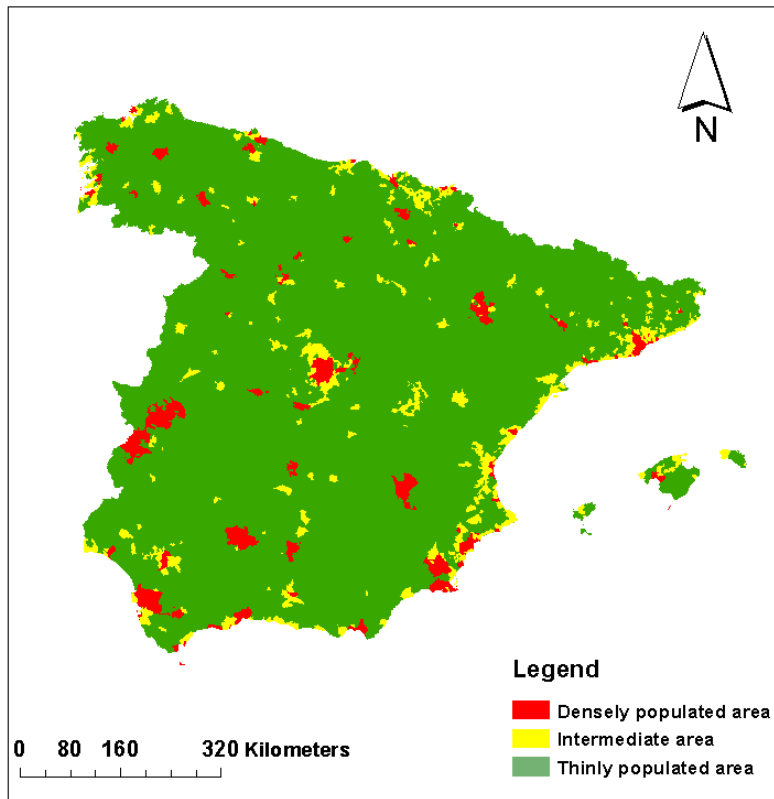 N
Legend
Densely populated area
Intermediate area
Thinly populated area
0 80 160 320 Kilometers